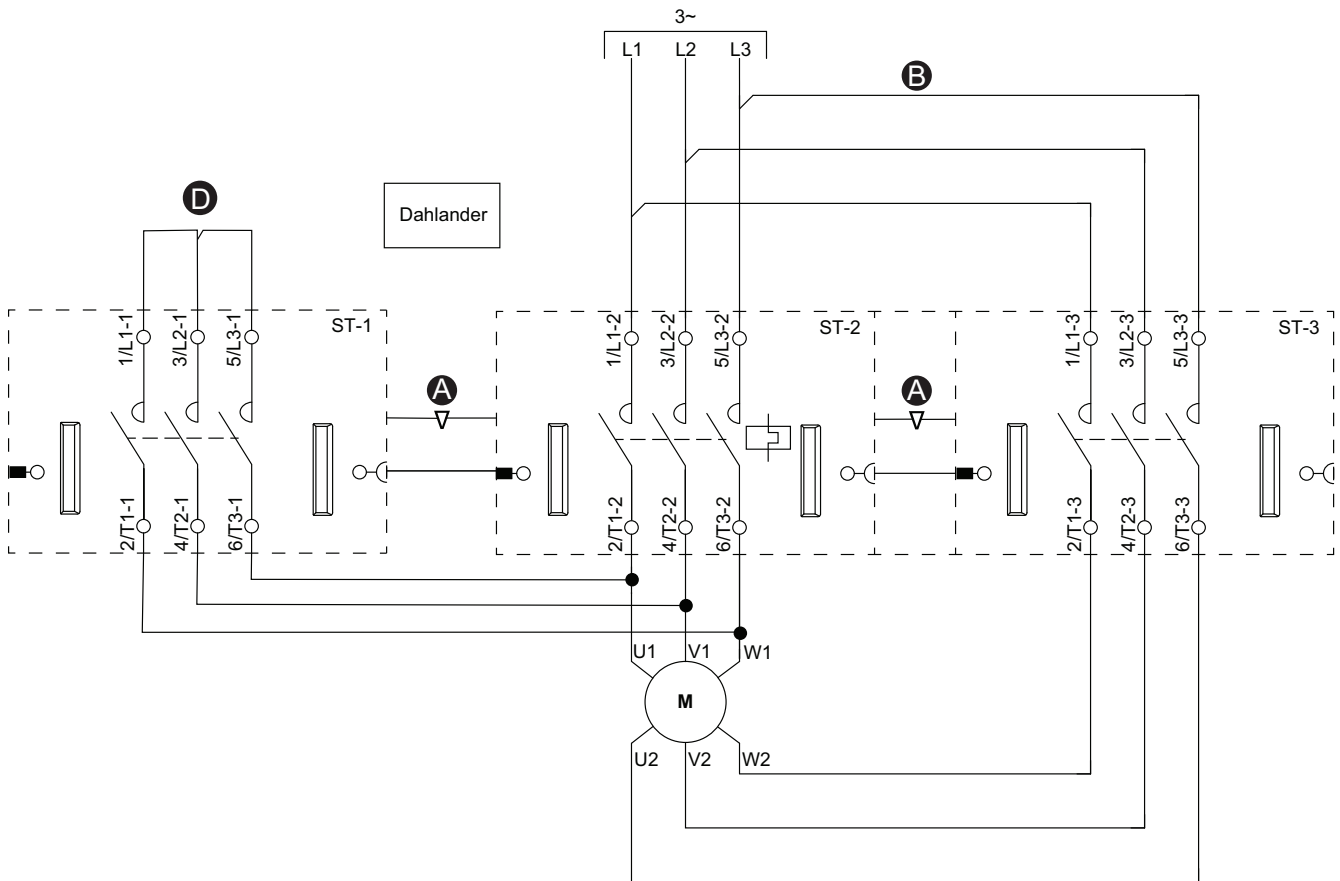 3~
L1 L2 L3
B
D
Dahlander
ST-1
ST-2
ST-3
1/L1-1
3/L2-1
5/L3-1
1/L1-2
3/L2-2
5/L3-2
1/L1-3
3/L2-3
5/L3-3
A
A
2/T1-1
4/T2-1
6/T3-1
2/T1-2
4/T2-2
6/T3-2
2/T1-3
4/T2-3
6/T3-3
U1 V1 W1
M
U2 V2 W2